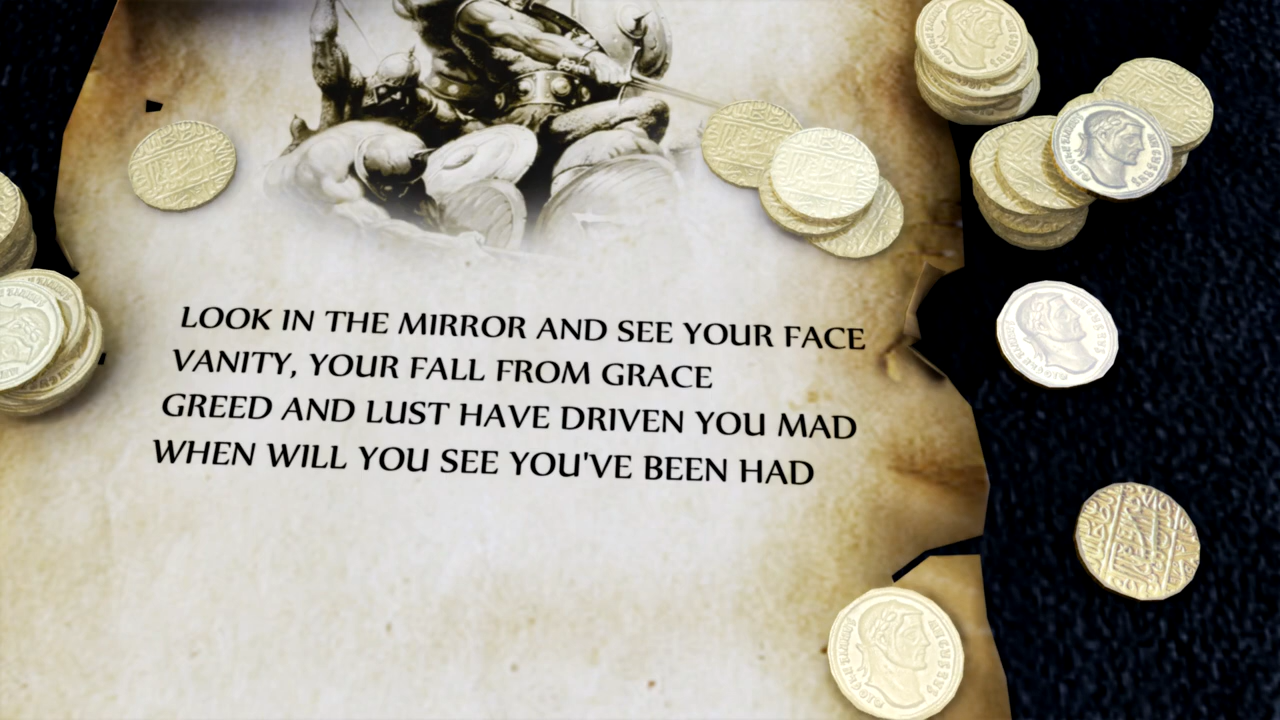 LOOK IN THE MIRROR AND SEE YOUR FACE
VANITY, YOUR FALL FROM GRACE
GREED AND LUST HAVE DRIVEN YOU MAD
WHEN WILL YOU SEE YOU'VE BEEN HAD